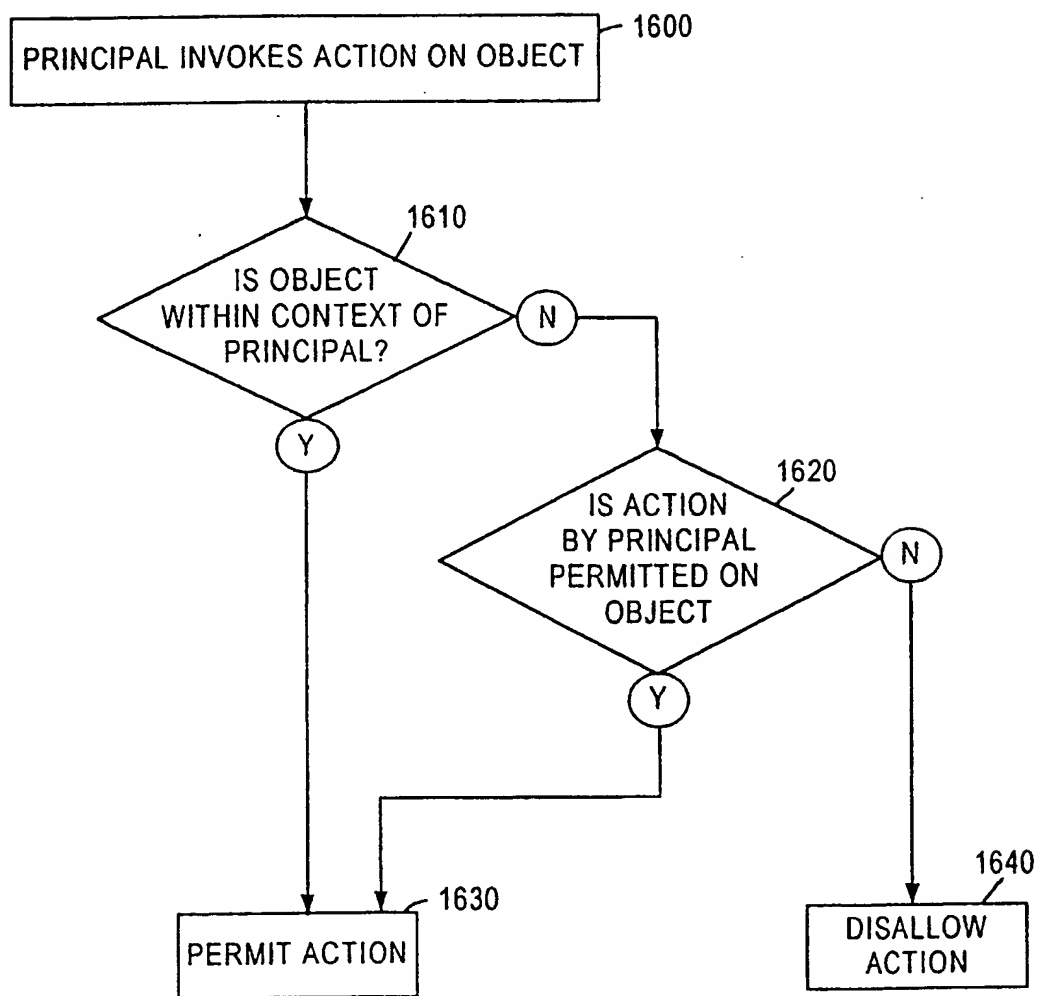 1600
PRINCIPAL INVOKES ACTION ON OBJECT
1610
IS OBJECT
WITHIN CONTEXT OF
PRINCIPAL?
N
Y
1620
IS ACTION
BY PRINCIPAL
PERMITTED ON
OBJECT
N
Y
1630
PERMIT ACTION
1640
DISALLOW
ACTION